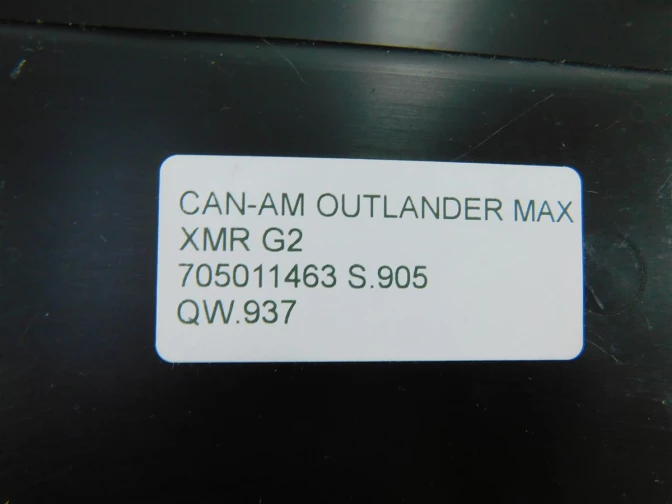 CAN-AM OUTLANDER MAX
XMR G2
705011463 S.905
QW.937